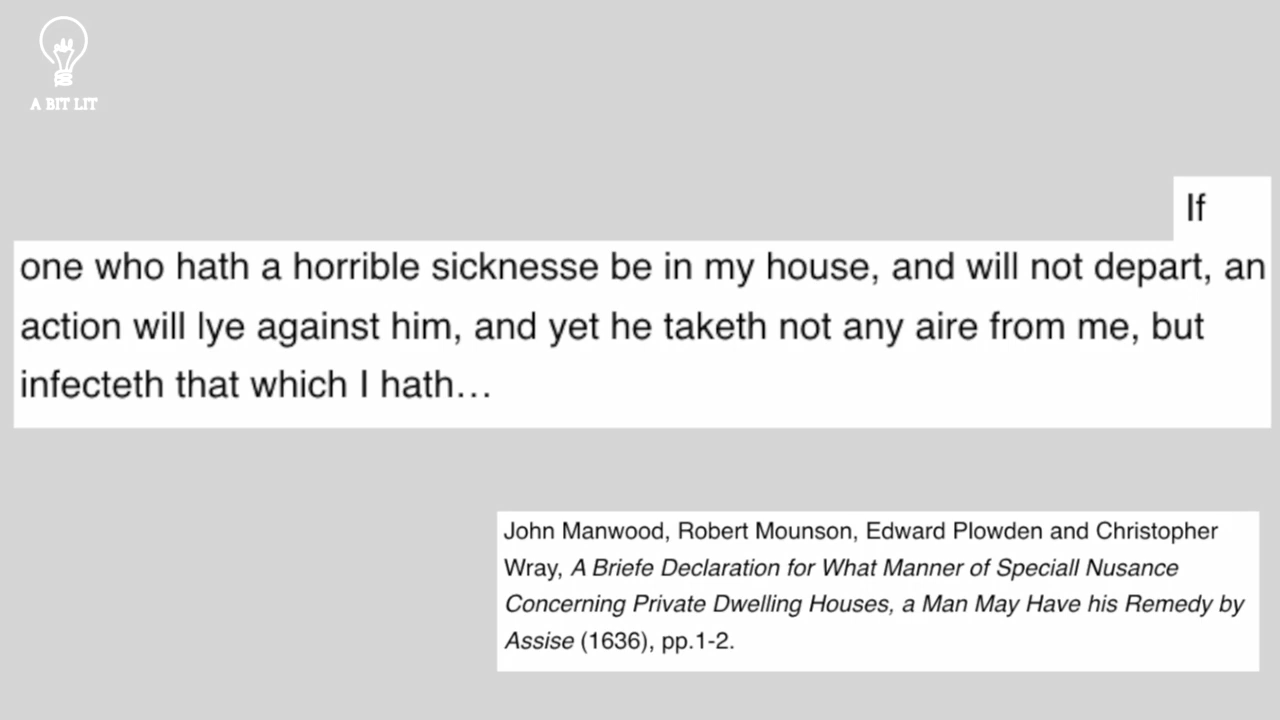 A BIT LIT
If
one who hath a horrible sicknesse be in my house, and will not depart, an
action will lye against him, and yet he taketh not any aire from me, but
infecteth that which I hath…
John Manwood, Robert Mounson, Edward Plowden and Christopher
Wray, A Briefe Declaration for What Manner of Speciall Nusance
Concerning Private Dwelling Houses, a Man May Have his Remedy by
Assise (1636), pp.1-2.